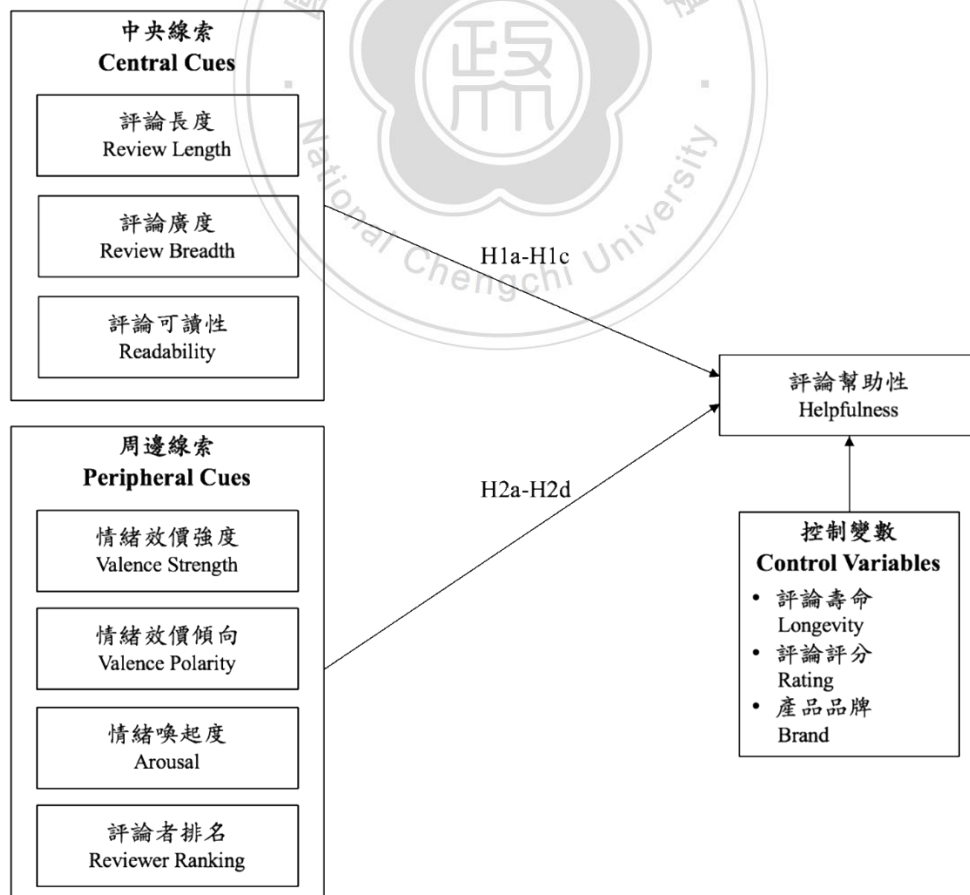 中央線索
Central Cues
評論長度
Review Length
評論廣度
Review Breadth
評論可讀性
Readability
周邊線索
Peripheral Cues
情緒效價強度
Valence Strength
情緒效價傾向
Valence Polarity
情緒喚起度
Arousal
評論者排名
Reviewer Ranking
H1a-H1c
H2a-H2d
評論幫助性
Helpfulness
控制變數
Control Variables
• 評論壽命
Longevity
• 評論評分
Rating
• 產品品牌
Brand
政
National Chengchi University